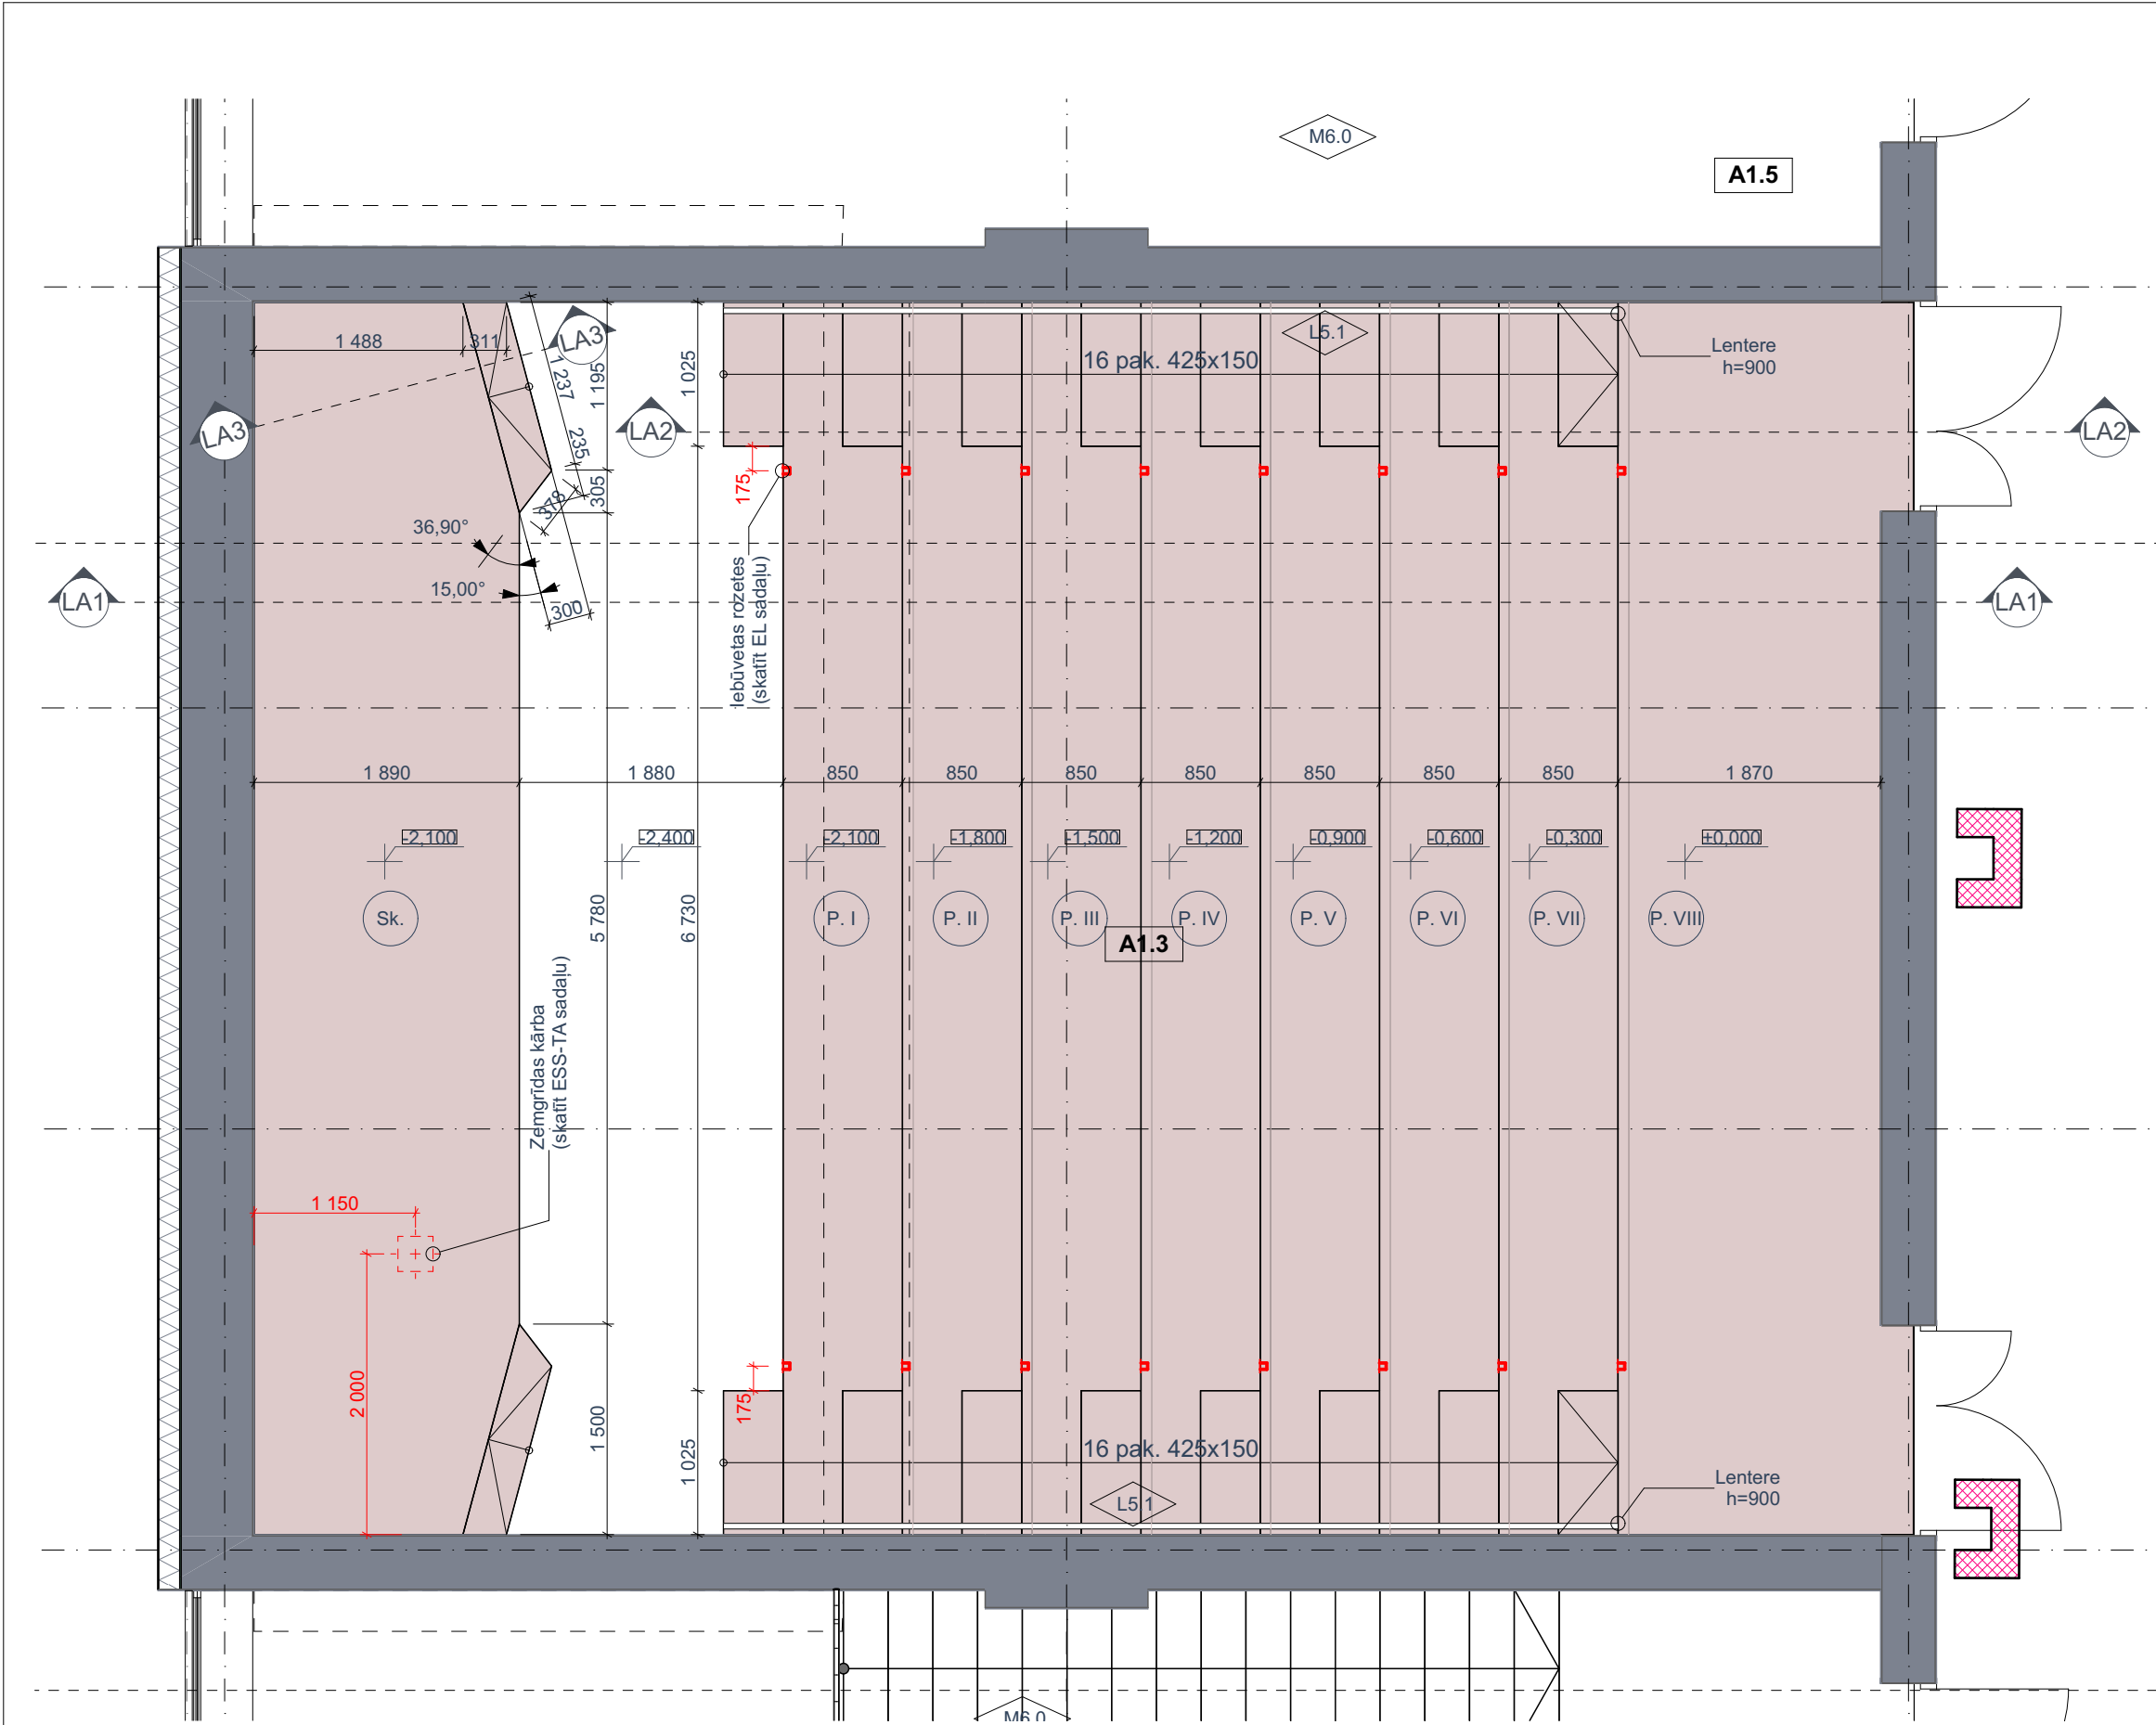 M6.0
A1.5
1 488
311
LA3
1 237
1 195
1 025
L5.1
16 pak. 425x150
Lentere
h=900
LA3
LA2
LA2
235
305
378
175
36,90°
15,00°
300
LA1
LA1
Iebūvētas rozetes
(skatīt EL sadaļu)
1 890
1 880
850
850
850
850
850
850
850
1 870
-2,100
-2,400
-2,100
-1,800
-1,500
-1,200
-0,900
-0,600
-0,300
±0,000
Sk.
5 780
6 730
P. I
P. II
P. III
P. IV
P. V
P. VI
P. VII
P. VIII
A1.3
Zemgrīdas kārba
(skatīt ESS-TA sadaļu)
1 150
2 000
1 500
175
1 025
16 pak. 425x150
L5.1
Lentere
h=900
M6.0